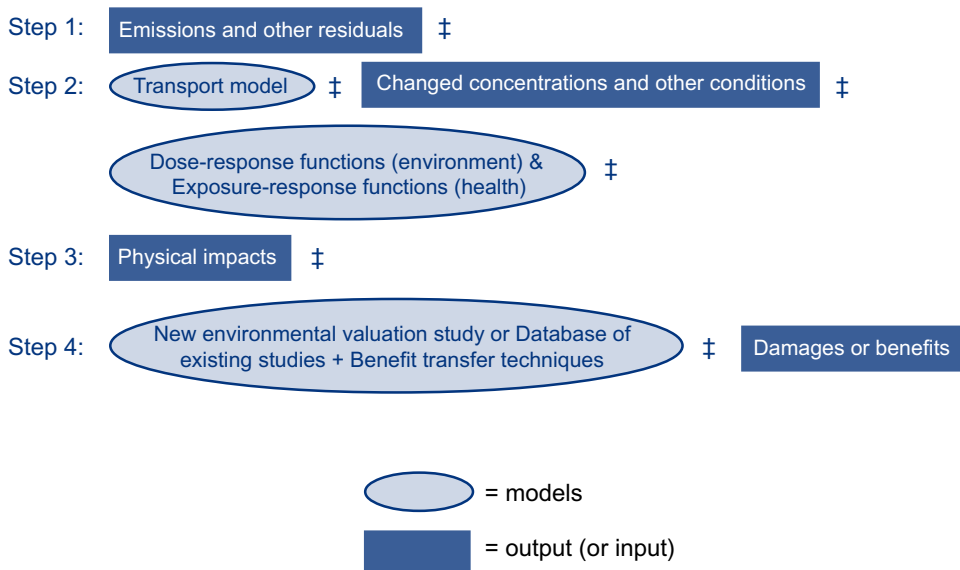 Step 1: Emissions and other residuals ‡
Step 2: Transport model ‡ Changed concentrations and other conditions ‡
Dose-response functions (environment) &
Exposure-response functions (health) ‡
Step 3: Physical impacts ‡
Step 4: New environmental valuation study or Database of
existing studies + Benefit transfer techniques ‡ Damages or benefits
= models
= output (or input)